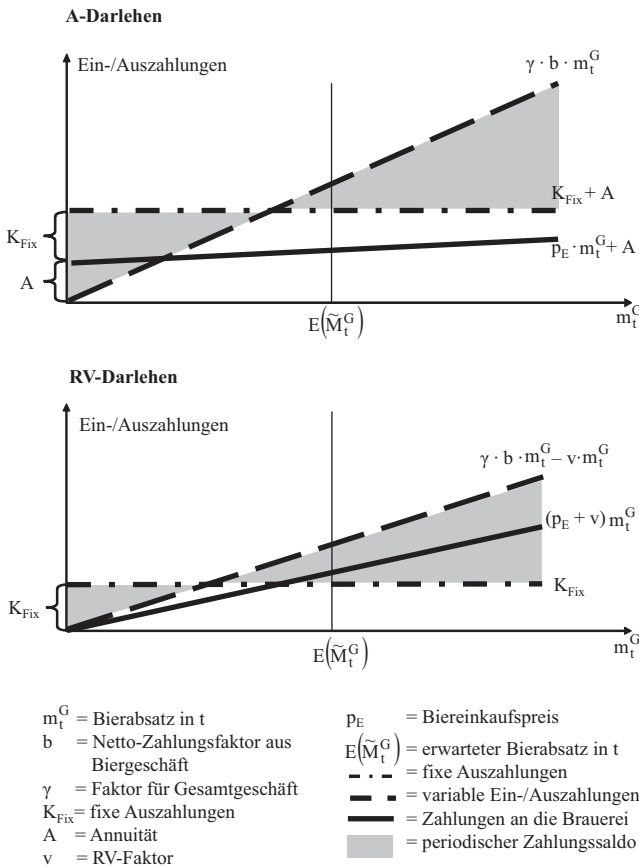 A-Darlehen
Ein-/Auszahlungen
γ · b · m_t^G
K_Fix + A
K_Fix
p_E · m_t^G + A
A
E(M̃_t^G)
m_t^G
RV-Darlehen
Ein-/Auszahlungen
γ · b · m_t^G – v · m_t^G
(p_E + v) m_t^G
K_Fix
K_Fix
E(M̃_t^G)
m_t^G
m_t^G = Bierabsatz in t
b = Netto-Zahlungsfaktor aus
Biergeschäft
γ = Faktor für Gesamtgeschäft
K_Fix = fixe Auszahlungen
A = Annuität
v = RV-Faktor
p_E = Biereinkaufspreis
E(M̃_t^G) = erwarteter Bierabsatz in t
= fixe Auszahlungen
= variable Ein-/Auszahlungen
= Zahlungen an die Brauerei
= periodischer Zahlungssaldo